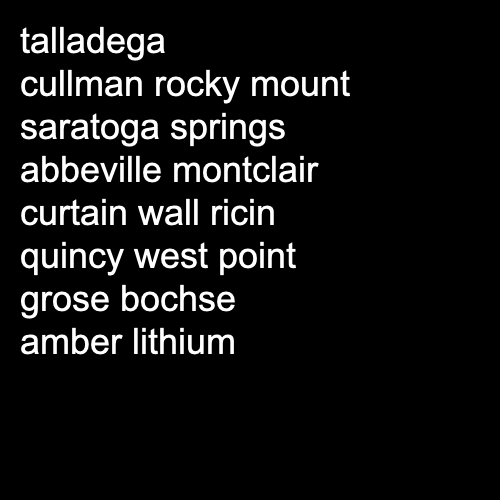 talladega
cullman rocky mount
saratoga springs
abbeville montclair
curtain wall ricin
quincy west point
grose bochse
amber lithium